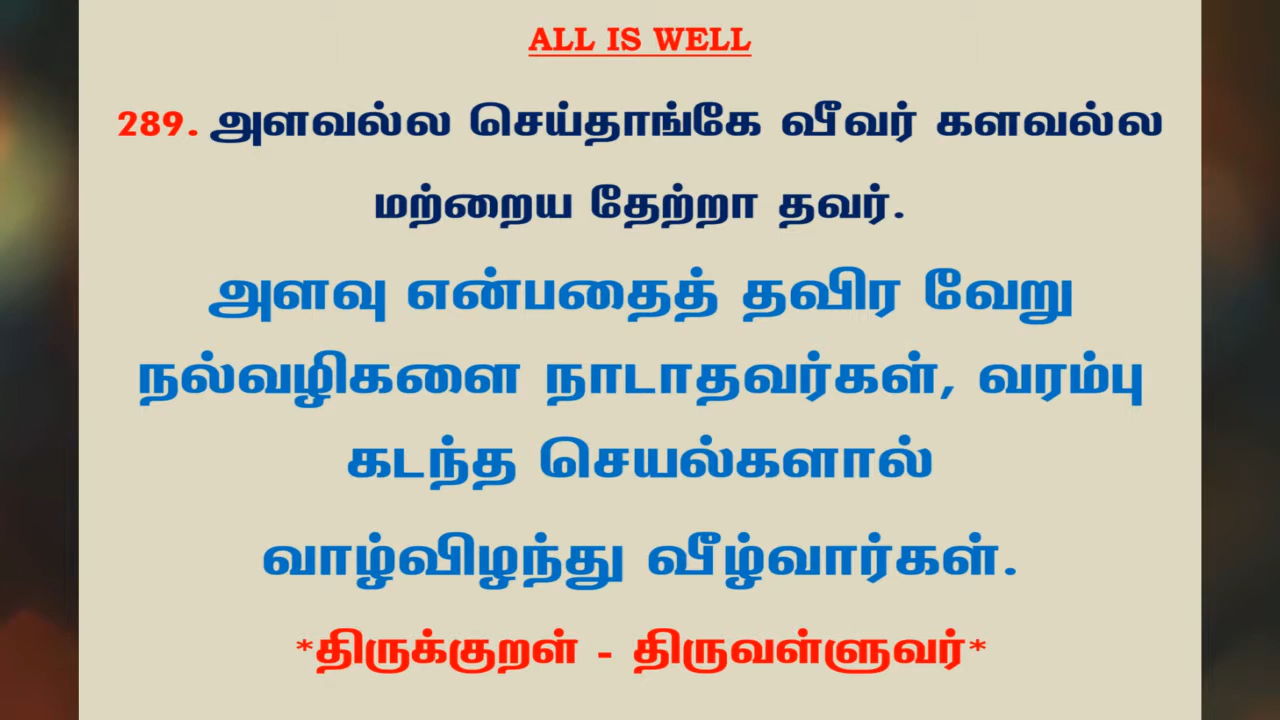 ALL IS WELL
289. அளவல்ல செய்தாங்கே வீவர் களவல்ல
மற்றைய தேற்றா தவர்.
அளவு என்பதைத் தவிர வேறு
நல்வழிகளை நாடாதவர்கள், வரம்பு
கடந்த செயல்களால்
வாழ்விழந்து வீழ்வார்கள்.
*திருக்குறள் - திருவள்ளுவர்*